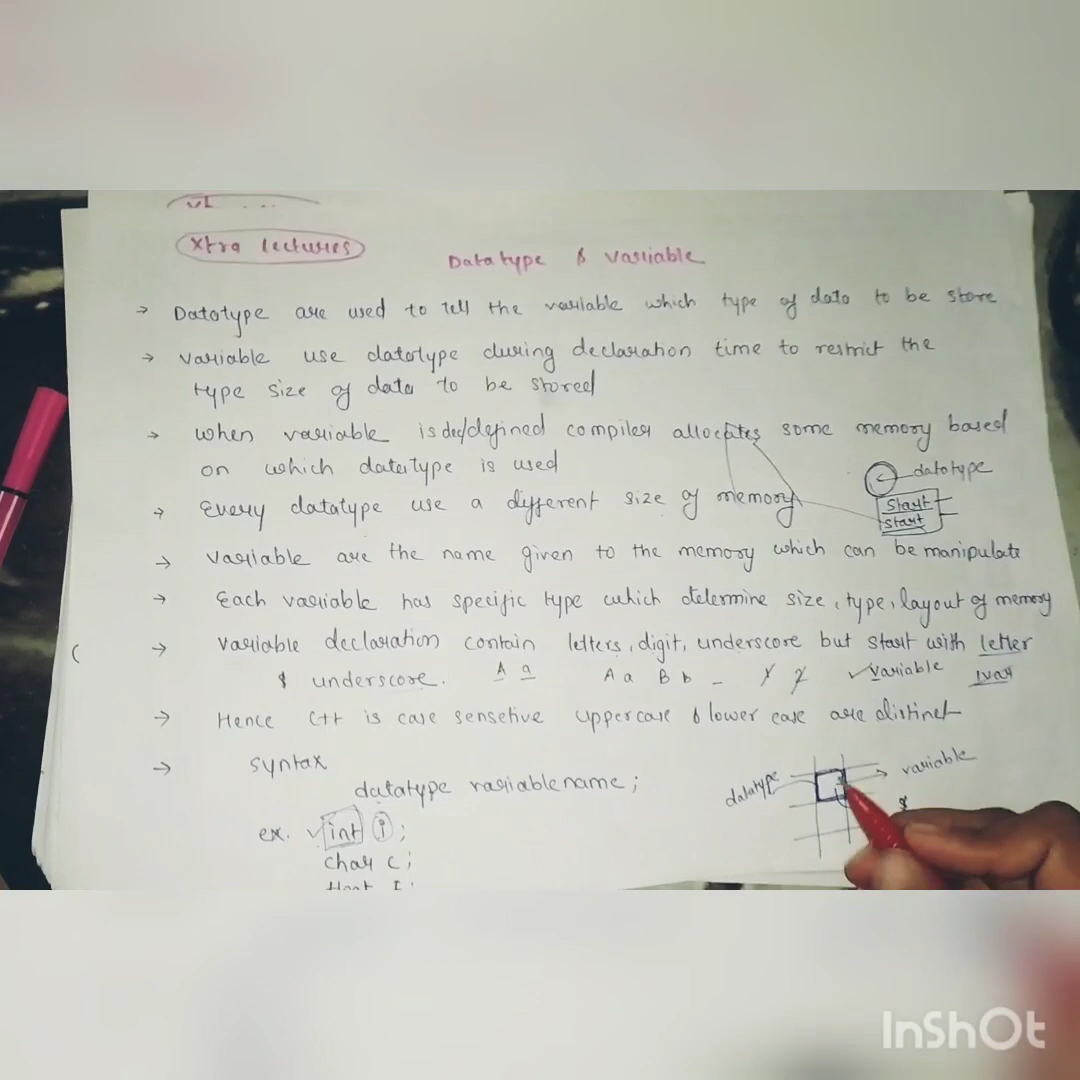 Xtra lectures
Datatype & variable
→ Datatype are used to tell the variable which type of data to be store
→ variable use datatype during declaration time to restrict the
type size of data to be stored
→ when variable is dec/defined compiler allocates some memory based
on which datatype is used
datatype
→ Every datatype use a different size of memory
start
start
→ variable are the name given to the memory which can be manipulate
→ Each variable has specific type which determine size, type, layout of memory
→ variable declaration contain letters, digit, underscore but start with letter
& underscore. A a A a B b _ ✓variable 1var
→ Hence C++ is case sensetive uppercase & lower case are distinct
→ syntax
datatype variablename;
datatype variable
ex. int i;
char c;
float f;
InShOt